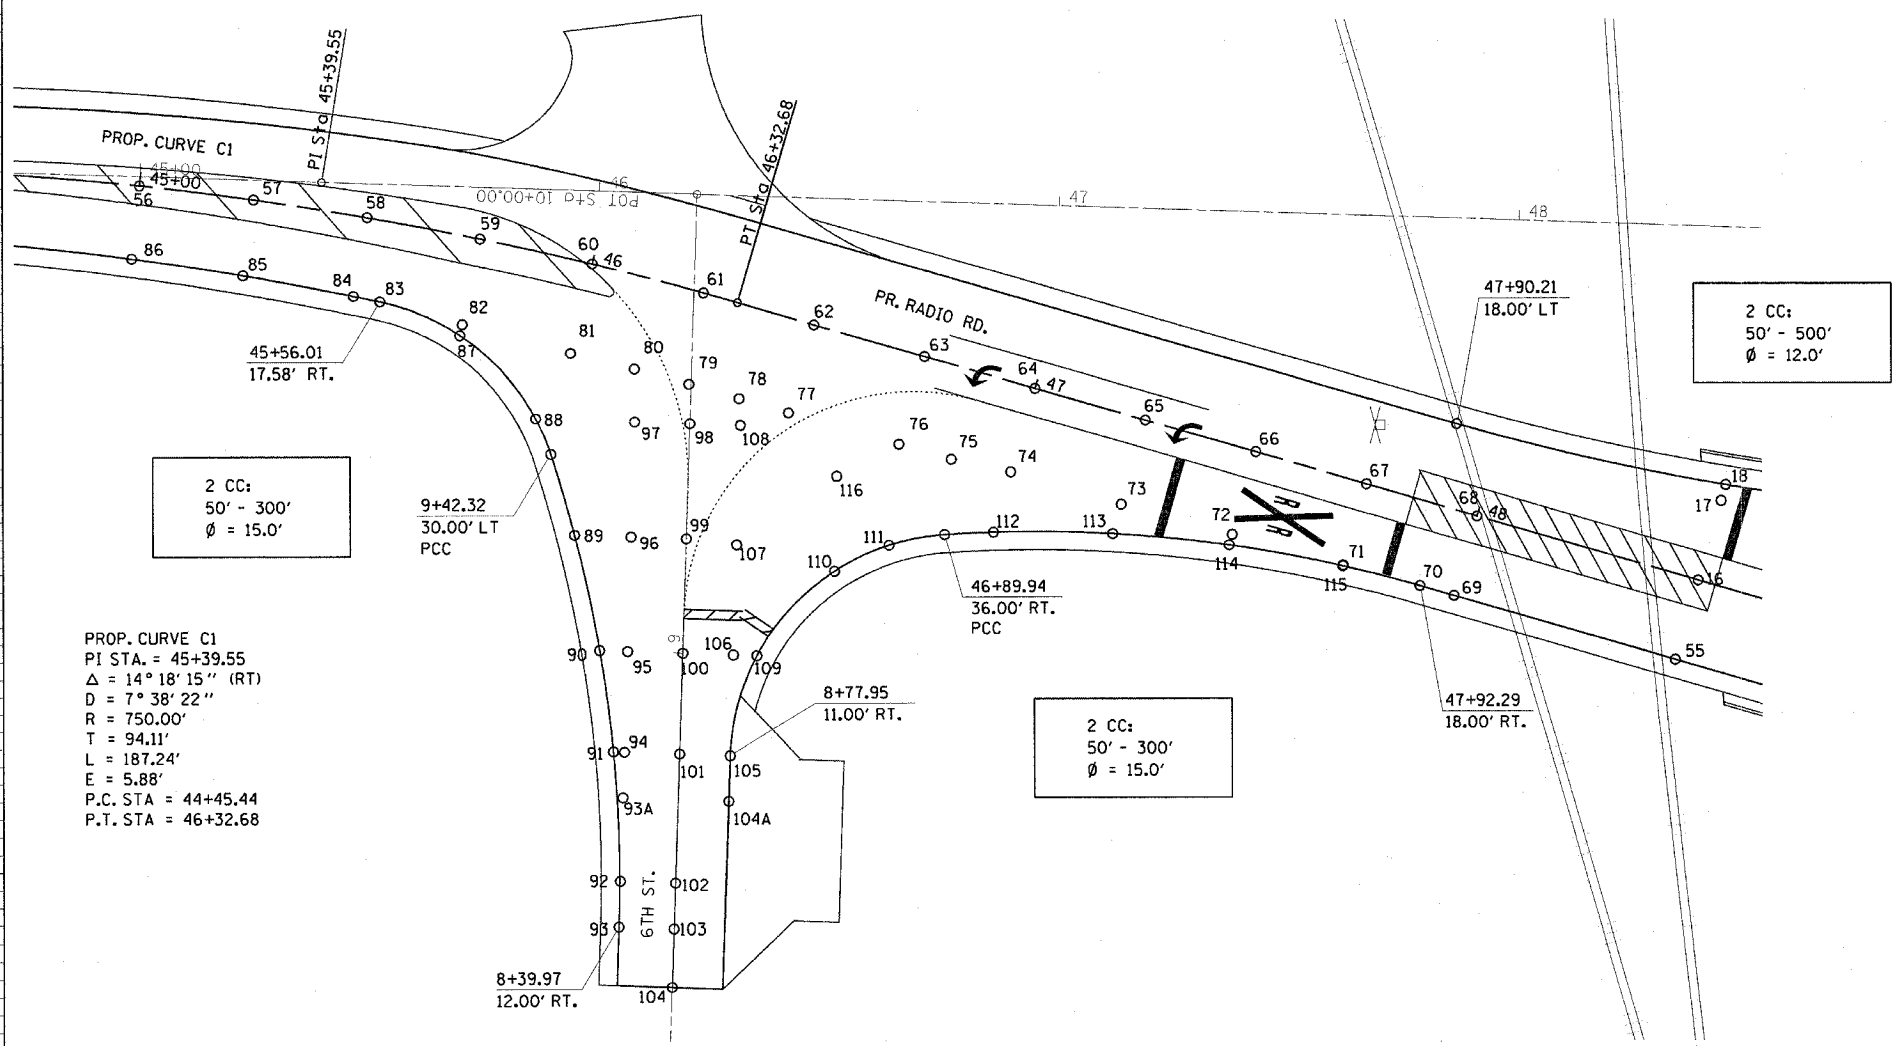 PI Sta 45+39.55
PT Sta 46+32.68
PROP. CURVE C1
45+00
45+00
46
POT Sta 10+00.00
47
48
56
57
58
59
60
46
61
62
63
64
47
65
66
67
68
48
16
17
18
PR. RADIO RD.
47+90.21
18.00' LT
2 CC:
50' - 500'
Ø = 12.0'
86
85
84
83
82
87
81
80
79
78
77
45+56.01
17.58' RT.
88
97
98
108
76
75
74
116
73
72
2 CC:
50' - 300'
Ø = 15.0'
9+42.32
30.00' LT
PCC
89
96
99
107
110
111
112
113
114
R
R
71
115
70
69
55
46+89.94
36.00' RT.
PCC
47+92.29
18.00' RT.
9
90
95
100
106
109
PROP. CURVE C1
PI STA. = 45+39.55
Δ = 14° 18' 15" (RT)
D = 7° 38' 22"
R = 750.00'
T = 94.11'
L = 187.24'
E = 5.88'
P.C. STA = 44+45.44
P.T. STA = 46+32.68
8+77.95
11.00' RT.
2 CC:
50' - 300'
Ø = 15.0'
91
94
101
105
93A
104A
92
102
6TH ST.
93
103
8+39.97
12.00' RT.
104